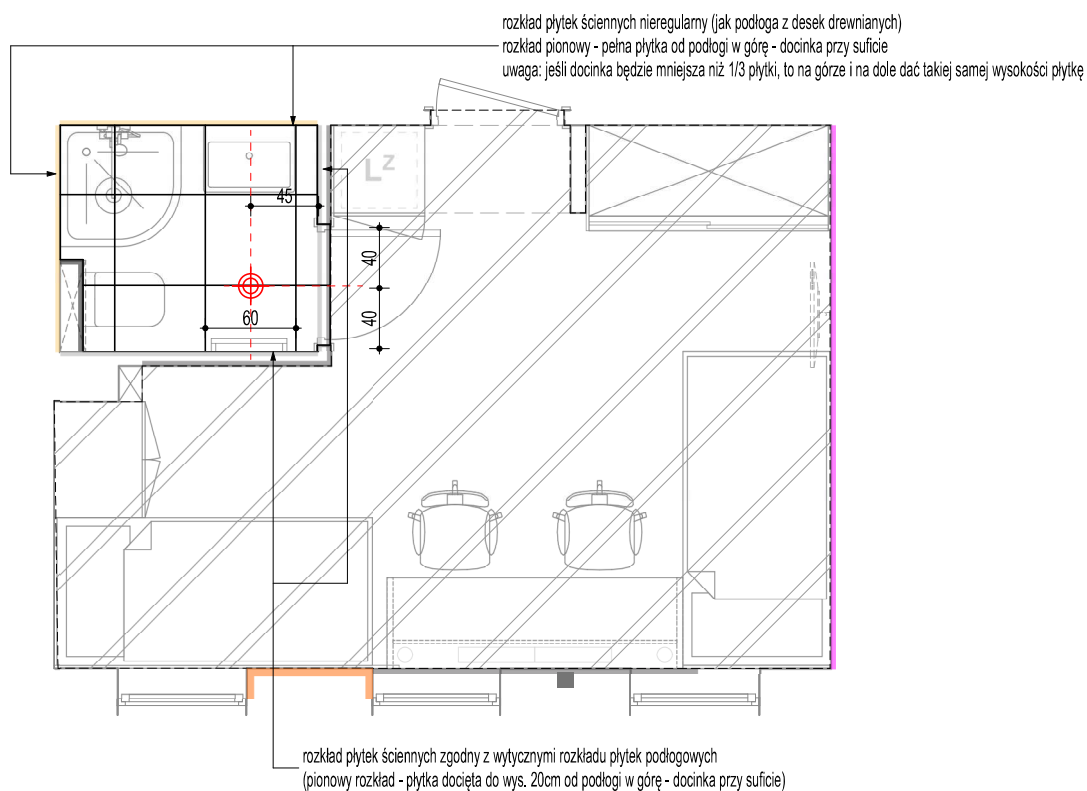 rozkład płytek ściennych nieregularny (jak podłoga z desek drewnianych)
rozkład pionowy - pełna płytka od podłogi w górę - docinka przy suficie
uwaga: jeśli docinka będzie mniejsza niż 1/3 płytki, to na górze i na dole dać takiej samej wysokości płytkę
LZ
45
40
40
60
rozkład płytek ściennych zgodny z wytycznymi rozkładu płytek podłogowych
(pionowy rozkład - płytka docięta do wys. 20cm od podłogi w górę - docinka przy suficie)